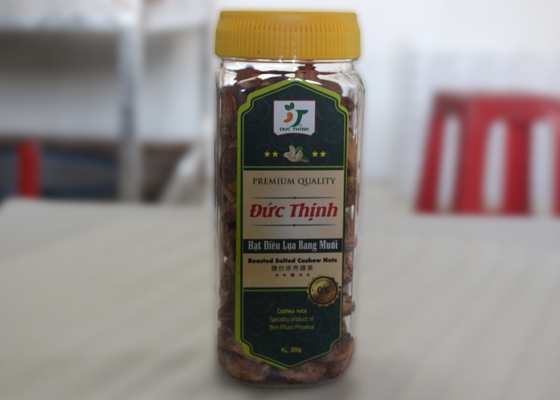 ĐỨC THỊNH
PREMIUM QUALITY
Đức Thịnh
Hạt Điều Lụa Rang Muối
Roasted Salted Cashew Nuts
Cashew nuts
Specialty product of
Binh Phuoc Province